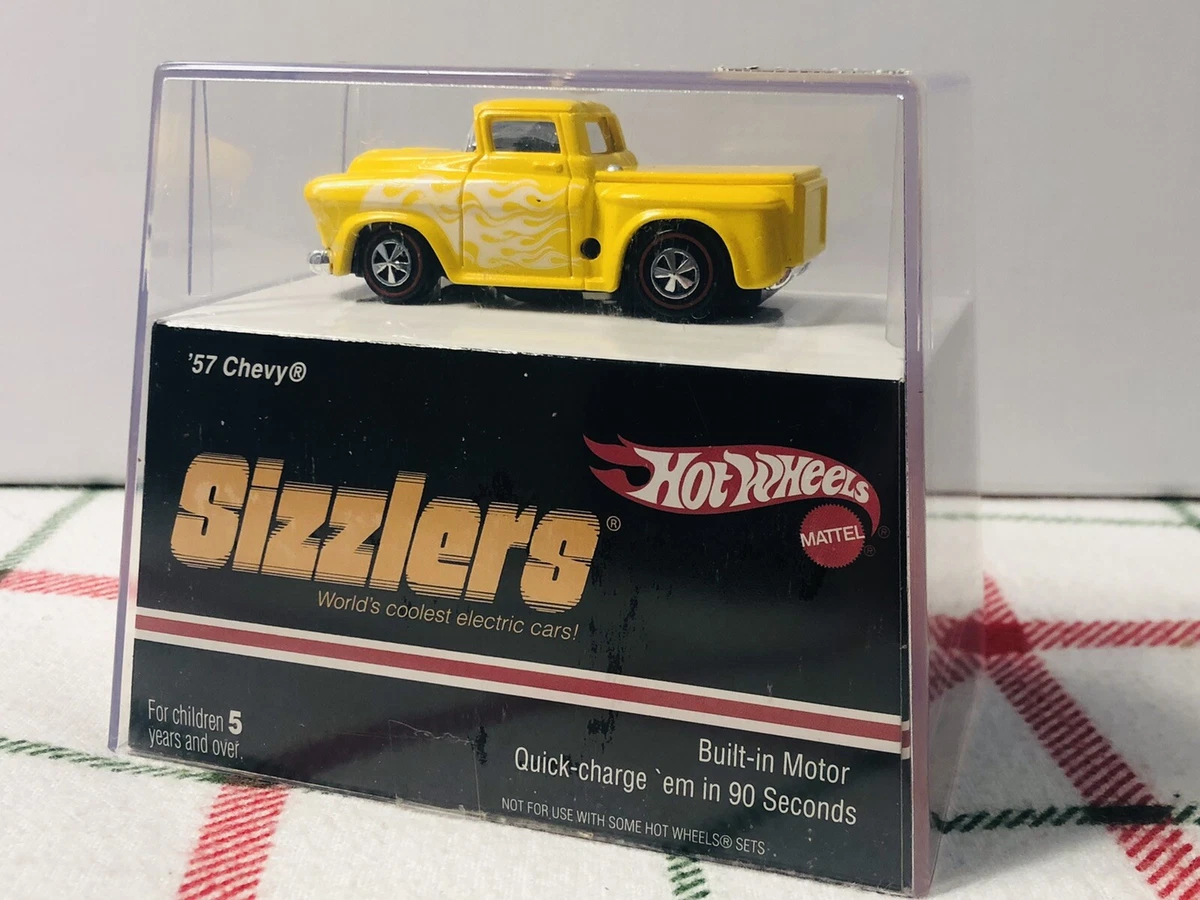 '57 Chevy®
Sizzlers®
World's coolest electric cars!
Hot Wheels®
MATTEL®
For children 5
years and over.
Built-in Motor
Quick-charge `em in 90 Seconds
NOT FOR USE WITH SOME HOT WHEELS® SETS.